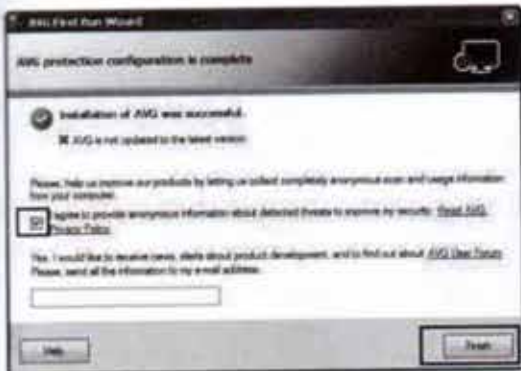 AVG First Run Wizard
AVG protection configuration is complete
Installation of AVG was successful.
AVG is not updated to the latest version
Please, help us improve our products by letting us collect completely anonymous scan and usage information
from your computer.
I agree to provide anonymous information about detected threats to improve my security. Read AVG
Privacy Policy
Yes, I would like to receive news, alerts about product development, and to find out about AVG User Forum
Please, send all the information to my e-mail address:
Help
Finish